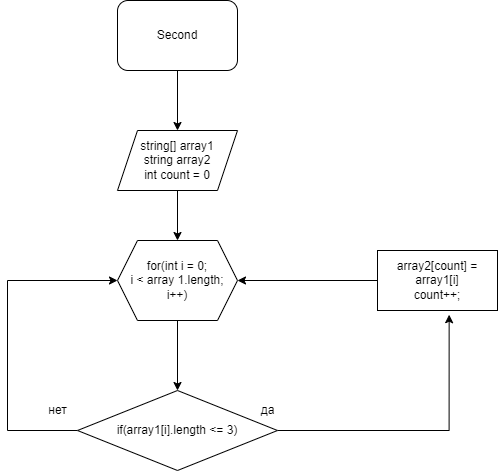 Second
string[] array1
string array2
int count = 0
for(int i = 0;
i < array 1.length;
i++)
array2[count] =
array1[i]
count++;
нет
да
if(array1[i].length <= 3)